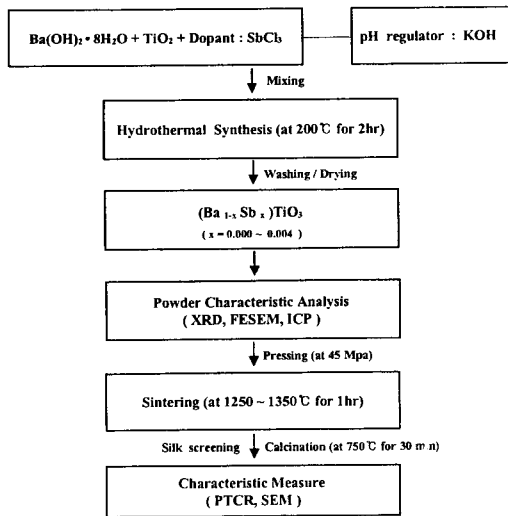 Ba(OH)₂ • 8H₂O + TiO₂ + Dopant : SbCl₃
pH regulator : KOH
Mixing
Hydrothermal Synthesis (at 200℃ for 2hr)
Washing / Drying
(Ba ₁₋ₓ Sb ₓ )TiO₃
( x = 0.000 ~ 0.004 )
Powder Characteristic Analysis
( XRD, FESEM, ICP )
Pressing (at 45 Mpa)
Sintering (at 1250 ~ 1350℃ for 1hr)
Silk screening Calcination (at 750℃ for 30 min)
Characteristic Measure
(PTCR, SEM)